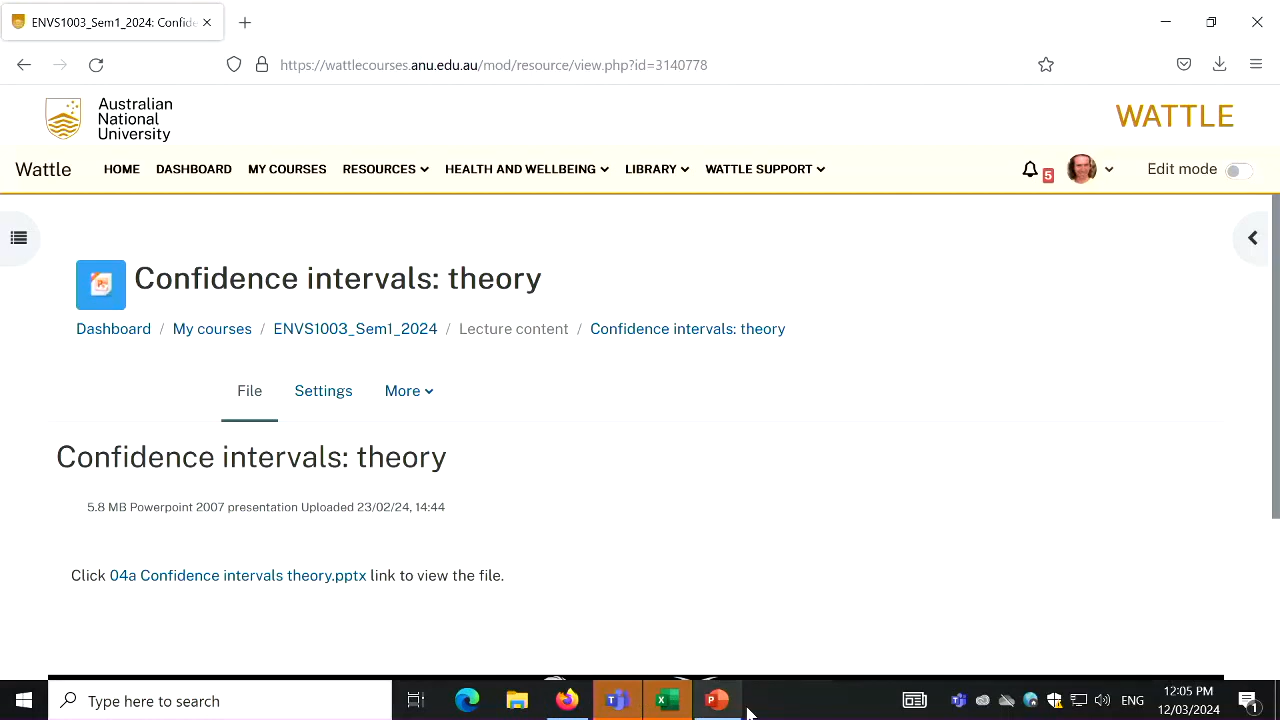 ENVS1003_Sem1_2024: Confide
https://wattlecourses.anu.edu.au/mod/resource/view.php?id=3140778
Australian
National
University
WATTLE
Wattle HOME DASHBOARD MY COURSES RESOURCES HEALTH AND WELLBEING LIBRARY WATTLE SUPPORT 5 Edit mode
Confidence intervals: theory
Dashboard / My courses / ENVS1003_Sem1_2024 / Lecture content / Confidence intervals: theory
File Settings More
Confidence intervals: theory
5.8 MB Powerpoint 2007 presentation Uploaded 23/02/24, 14:44
Click 04a Confidence intervals theory.pptx link to view the file.
Type here to search
ENG
12:05 PM
12/03/2024
1